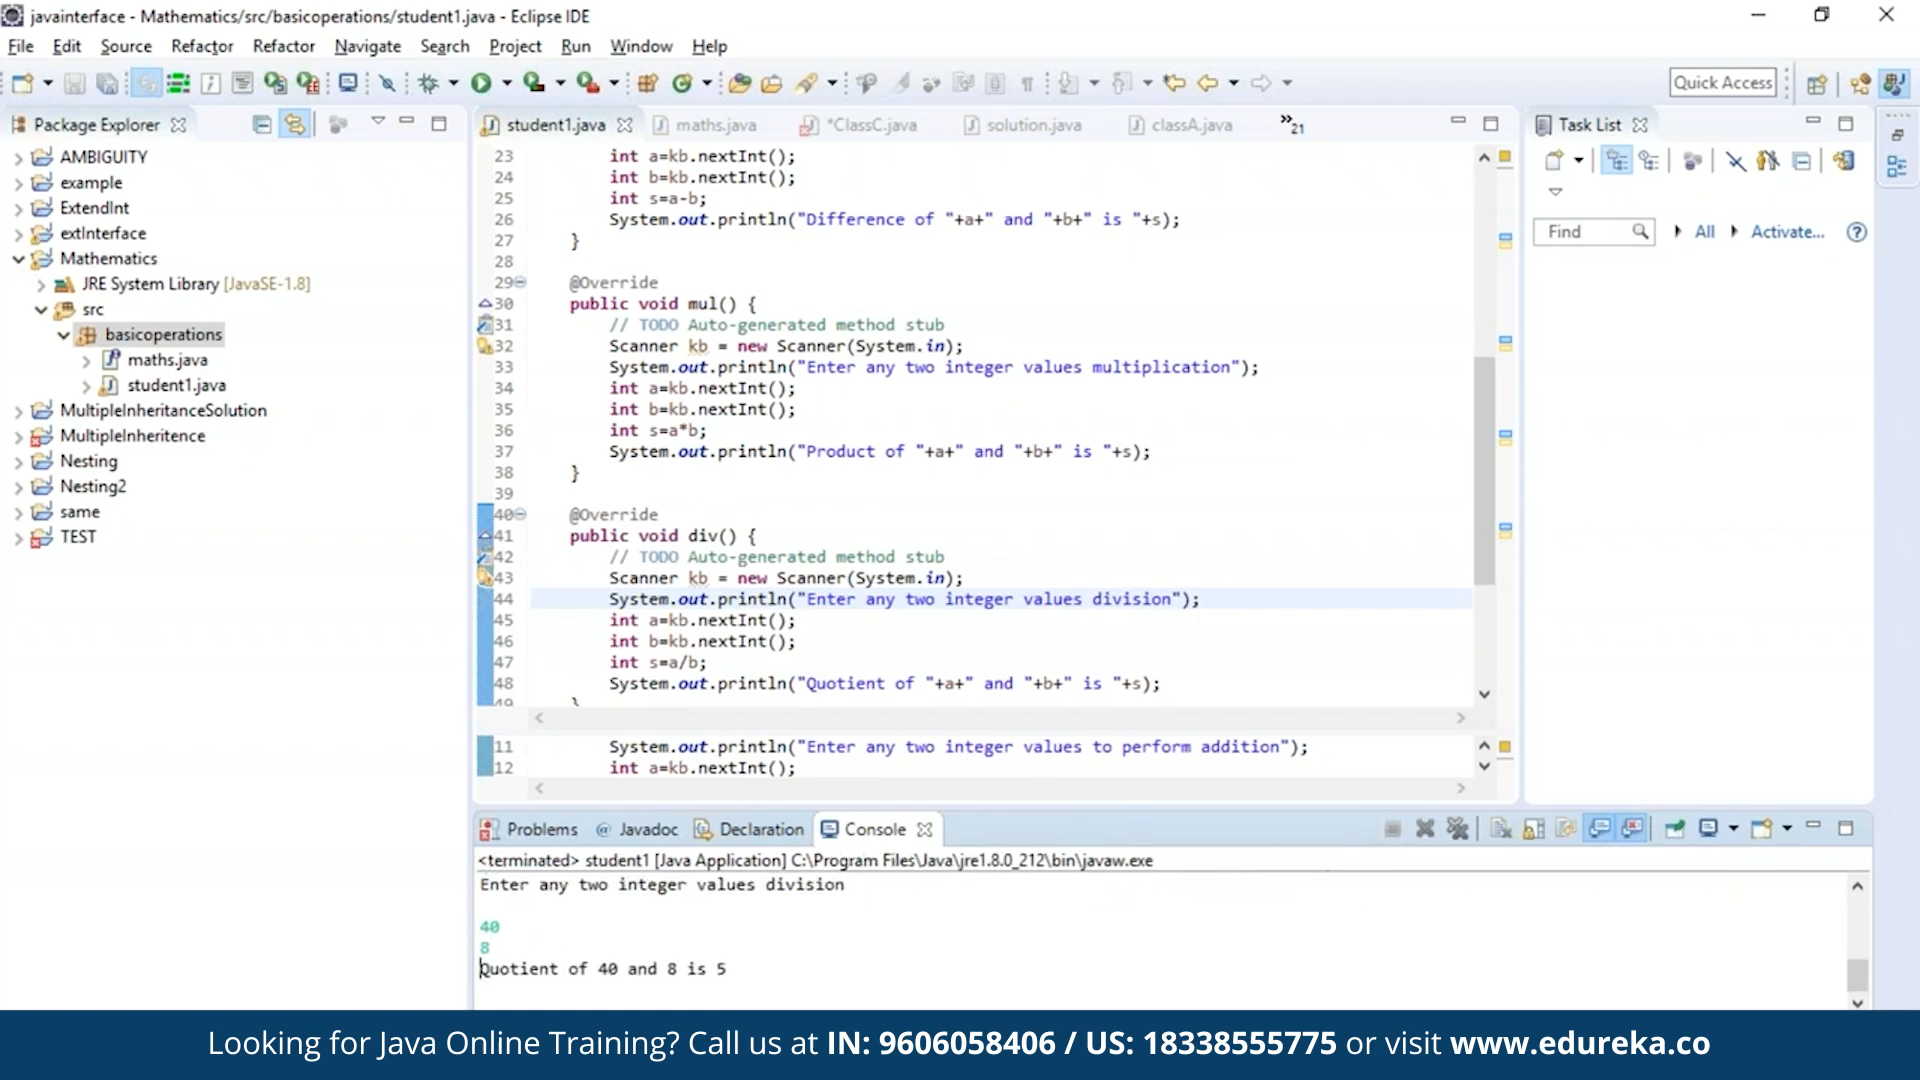 javainterface - Mathematics/src/basicoperations/student1.java - Eclipse IDE
File Edit Source Refactor Refactor Navigate Search Project Run Window Help
Quick Access
Package Explorer
AMBIGUITY
example
ExtendInt
extInterface
Mathematics
JRE System Library [JavaSE-1.8]
src
basicoperations
maths.java
student1.java
MultipleInheritanceSolution
MultipleInheritence
Nesting
Nesting2
same
TEST
student1.java maths.java *ClassC.java solution.java classA.java »21
23 int a=kb.nextInt();
24 int b=kb.nextInt();
25 int s=a-b;
26 System.out.println("Difference of "+a+" and "+b+" is "+s);
27 }
28
29 @Override
30 public void mul() {
31 // TODO Auto-generated method stub
32 Scanner kb = new Scanner(System.in);
33 System.out.println("Enter any two integer values multiplication");
34 int a=kb.nextInt();
35 int b=kb.nextInt();
36 int s=a*b;
37 System.out.println("Product of "+a+" and "+b+" is "+s);
38 }
39
40 @Override
41 public void div() {
42 // TODO Auto-generated method stub
43 Scanner kb = new Scanner(System.in);
44 System.out.println("Enter any two integer values division");
45 int a=kb.nextInt();
46 int b=kb.nextInt();
47 int s=a/b;
48 System.out.println("Quotient of "+a+" and "+b+" is "+s);
49 }
11 System.out.println("Enter any two integer values to perform addition");
12 int a=kb.nextInt();
Task List
Find All Activate...
Problems @ Javadoc Declaration Console
<terminated> student1 [Java Application] C:\Program Files\Java\jre1.8.0_212\bin\javaw.exe
Enter any two integer values division
40
8
Quotient of 40 and 8 is 5
Looking for Java Online Training? Call us at IN: 9606058406 / US: 18338555775 or visit www.edureka.co